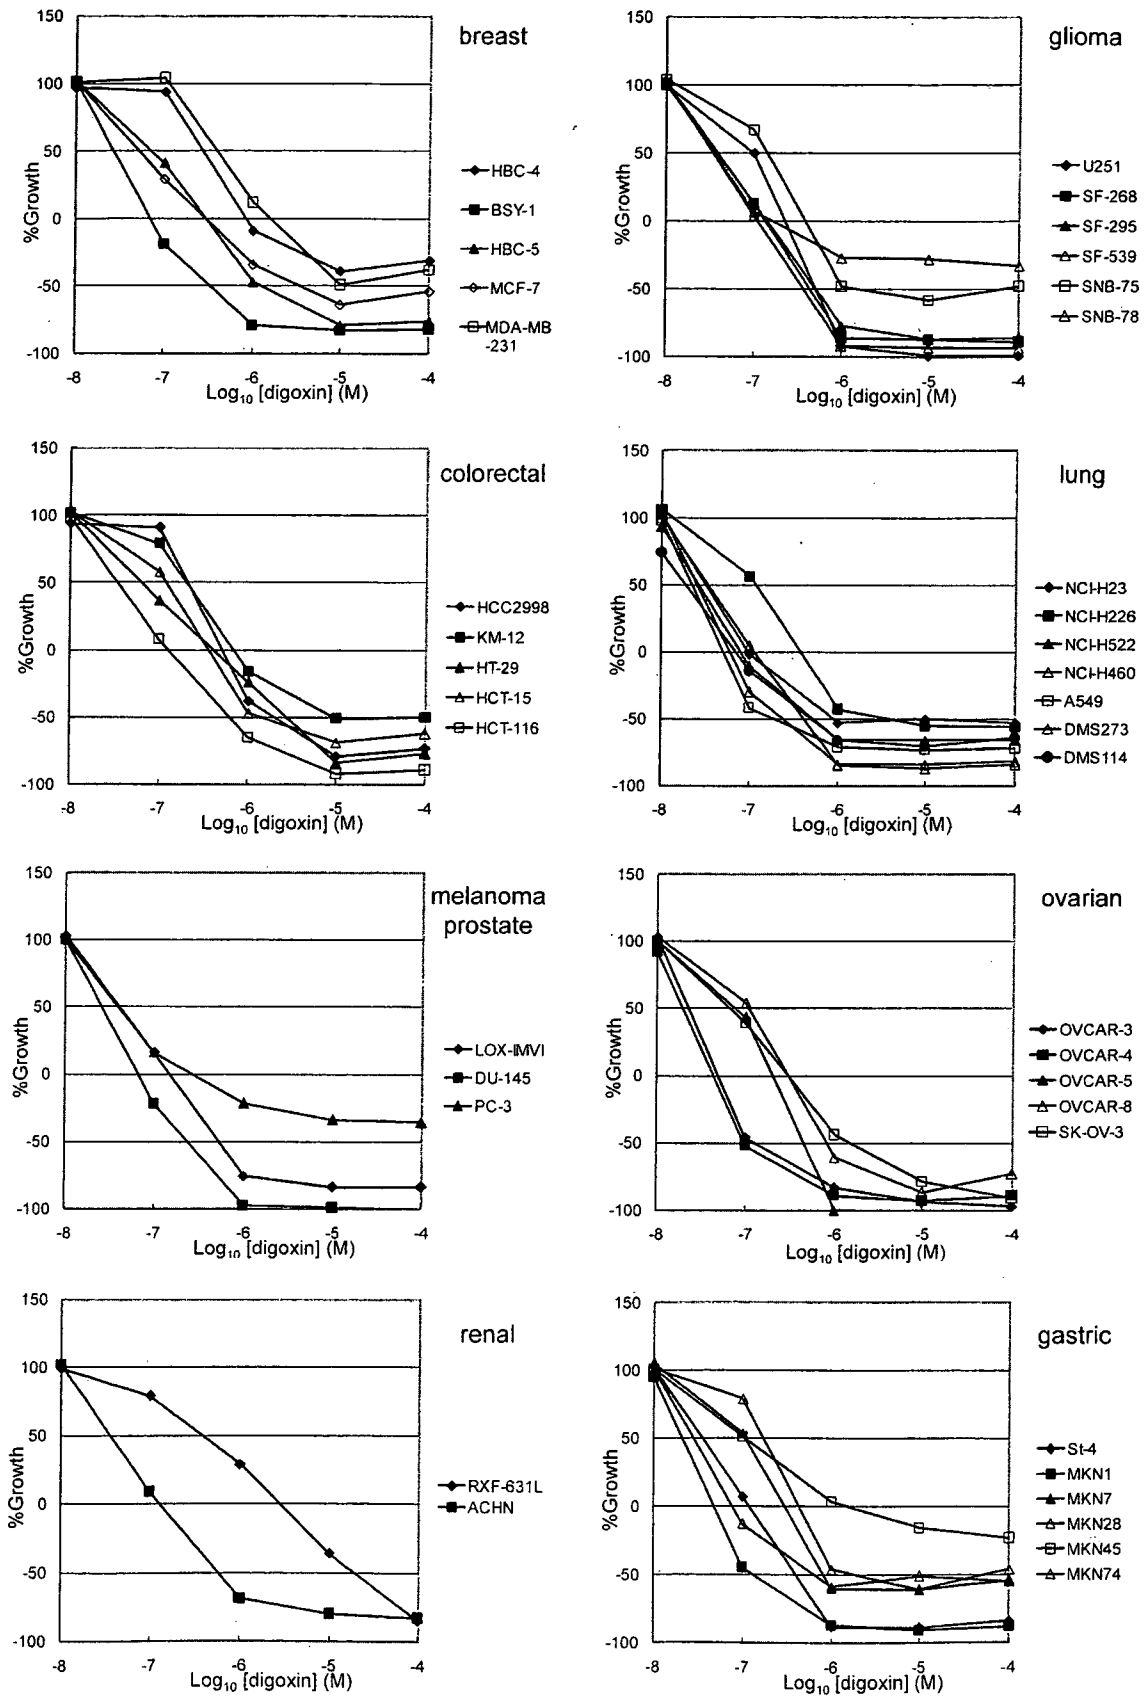 breast
150
100
50
0
-50
-100
%Growth
-8
-7
-6
-5
-4
Log10 [digoxin] (M)
HBC-4
BSY-1
HBC-5
MCF-7
MDA-MB
-231
glioma
150
100
50
0
-50
-100
%Growth
-8
-7
-6
-5
-4
Log10 [digoxin] (M)
U251
SF-268
SF-295
SF-539
SNB-75
SNB-78
colorectal
150
100
50
0
-50
-100
%Growth
-8
-7
-6
-5
-4
Log10 [digoxin] (M)
HCC2998
KM-12
HT-29
HCT-15
HCT-116
lung
150
100
50
0
-50
-100
%Growth
-8
-7
-6
-5
-4
Log10 [digoxin] (M)
NCI-H23
NCI-H226
NCI-H522
NCI-H460
A549
DMS273
DMS114
melanoma
prostate
150
100
50
0
-50
-100
%Growth
-8
-7
-6
-5
-4
Log10 [digoxin] (M)
LOX-IMVI
DU-145
PC-3
ovarian
150
100
50
0
-50
-100
%Growth
-8
-7
-6
-5
-4
Log10 [digoxin] (M)
OVCAR-3
OVCAR-4
OVCAR-5
OVCAR-8
SK-OV-3
renal
150
100
50
0
-50
-100
%Growth
-8
-7
-6
-5
-4
Log10 [digoxin] (M)
RXF-631L
ACHN
gastric
150
100
50
0
-50
-100
%Growth
-8
-7
-6
-5
-4
Log10 [digoxin] (M)
St-4
MKN1
MKN7
MKN28
MKN45
MKN74